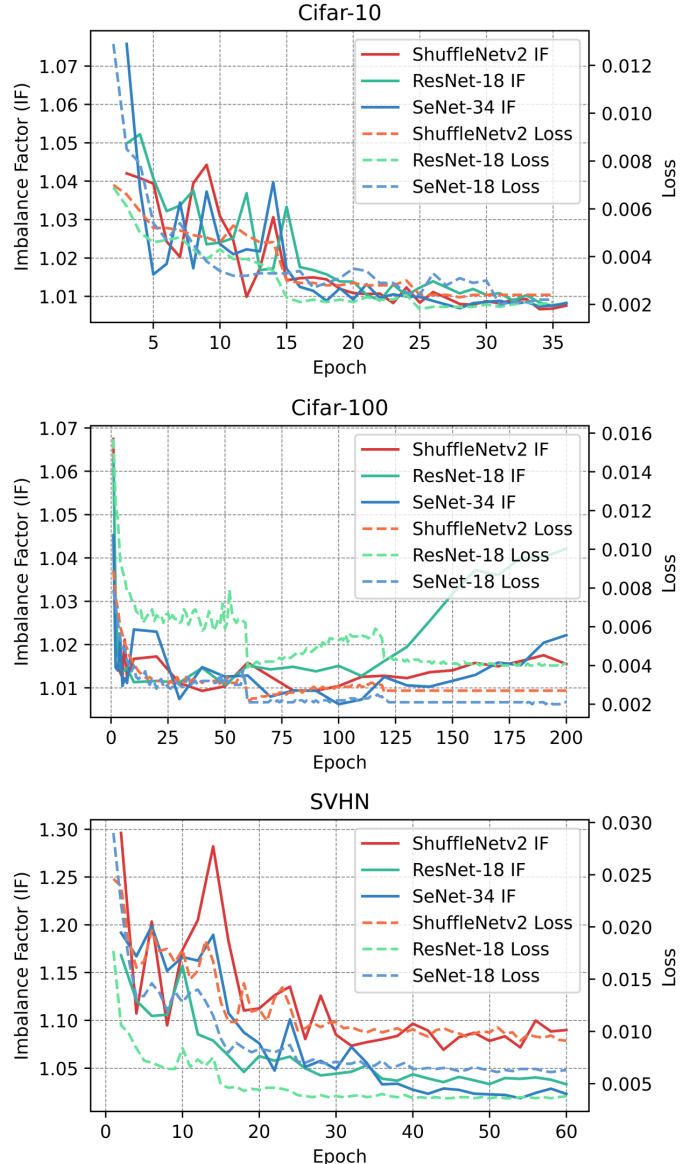 Cifar-10
Imbalance Factor (IF)
1.07
1.06
1.05
1.04
1.03
1.02
1.01
ShuffleNetv2 IF
ResNet-18 IF
SeNet-34 IF
ShuffleNetv2 Loss
ResNet-18 Loss
SeNet-18 Loss
0.012
0.010
0.008
0.006
0.004
0.002
Loss
5 10 15 20 25 30 35
Epoch
Cifar-100
Imbalance Factor (IF)
1.07
1.06
1.05
1.04
1.03
1.02
1.01
ShuffleNetv2 IF
ResNet-18 IF
SeNet-34 IF
ShuffleNetv2 Loss
ResNet-18 Loss
SeNet-18 Loss
0.016
0.014
0.012
0.010
0.008
0.006
0.004
0.002
Loss
0 25 50 75 100 125 150 175 200
Epoch
SVHN
Imbalance Factor (IF)
1.30
1.25
1.20
1.15
1.10
1.05
ShuffleNetv2 IF
ResNet-18 IF
SeNet-34 IF
ShuffleNetv2 Loss
ResNet-18 Loss
SeNet-18 Loss
0.030
0.025
0.020
0.015
0.010
0.005
Loss
0 10 20 30 40 50 60
Epoch